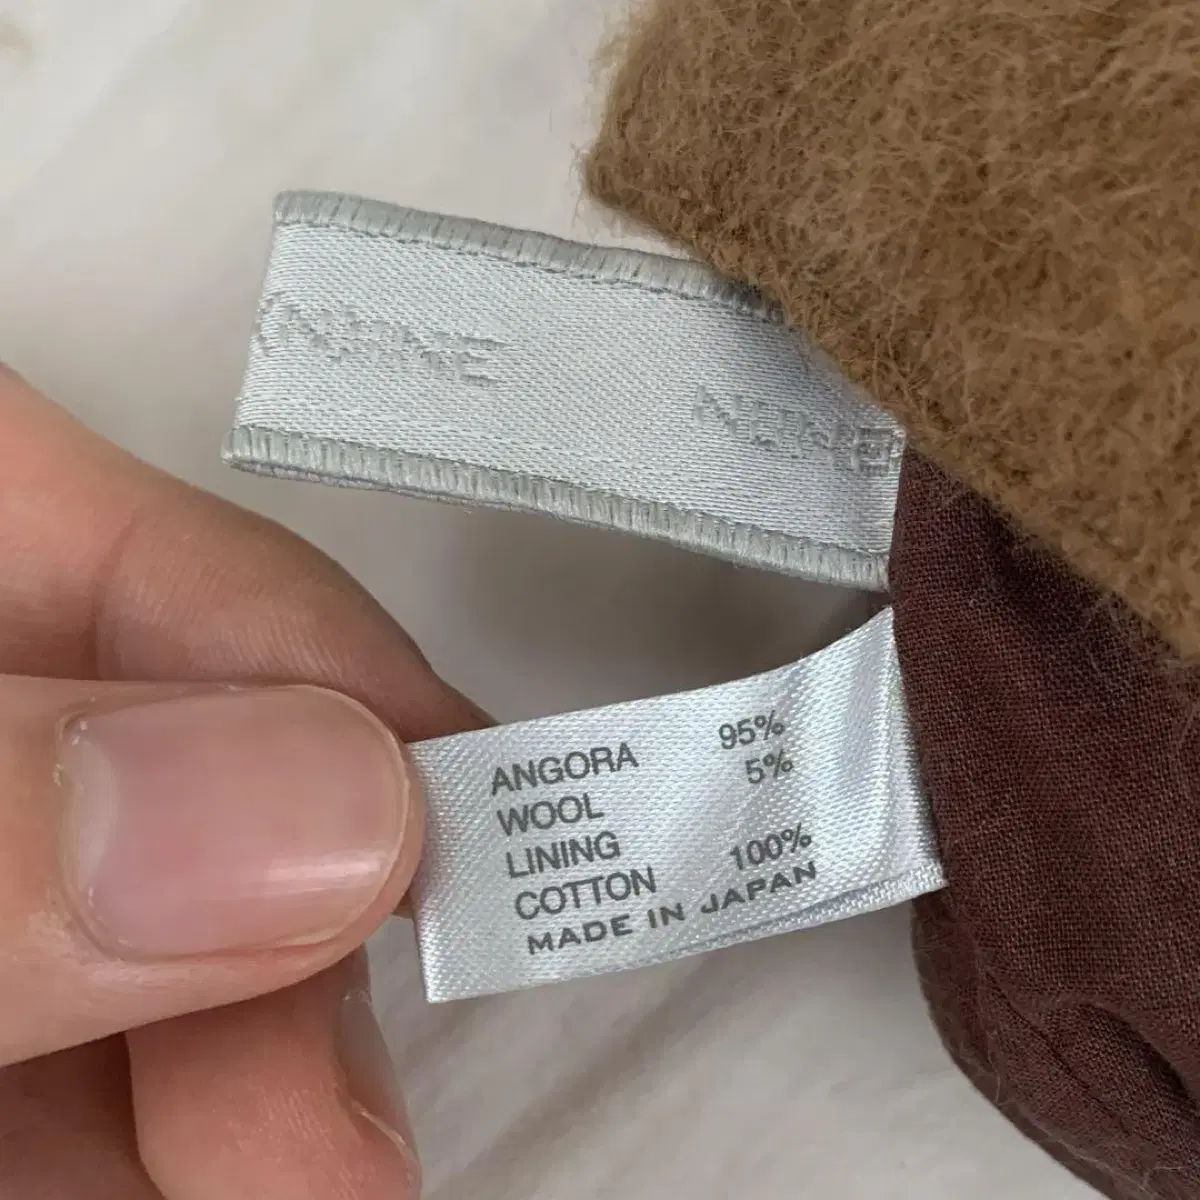 ANGORA 95%
WOOL 5%
LINING
COTTON 100%
MADE IN JAPAN